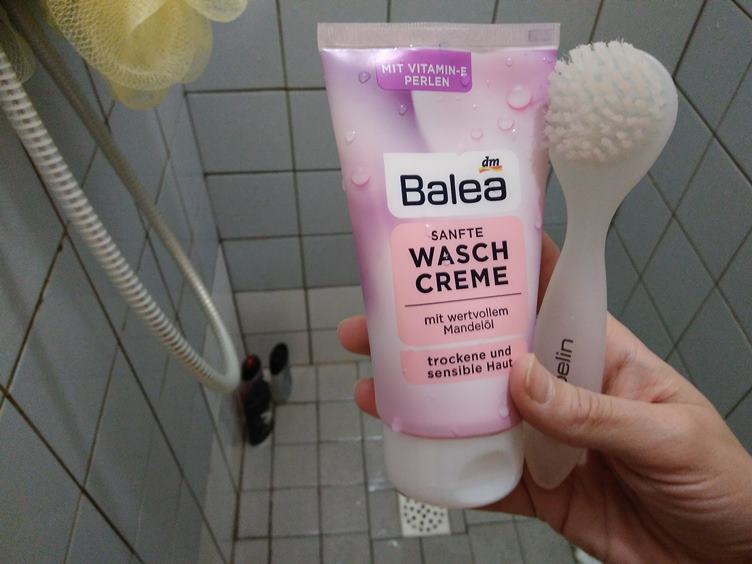 MIT VITAMIN-E
PERLEN
dm
Balea
SANFTE
WASCH
CREME
mit wertvollem
Mandelöl
trockene und
sensible Haut